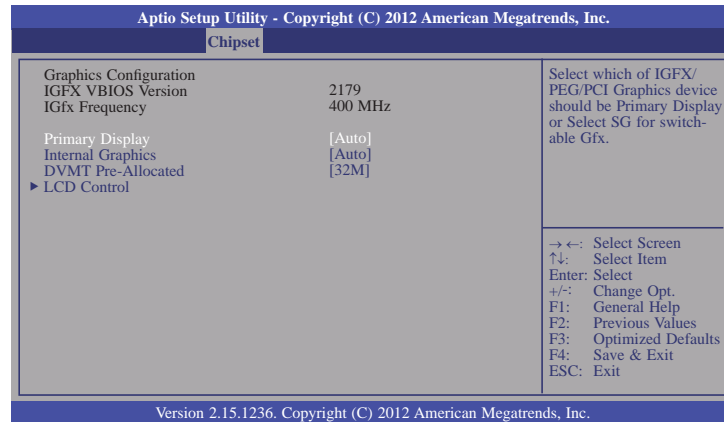 Aptio Setup Utility - Copyright (C) 2012 American Megatrends, Inc.
Chipset
Graphics Configuration
IGFX VBIOS Version 2179
IGfx Frequency 400 MHz
Primary Display [Auto]
Internal Graphics [Auto]
DVMT Pre-Allocated [32M]
▶ LCD Control
Select which of IGFX/
PEG/PCI Graphics device
should be Primary Display
or Select SG for switch-
able Gfx.
→ ←: Select Screen
↑↓: Select Item
Enter: Select
+/-: Change Opt.
F1: General Help
F2: Previous Values
F3: Optimized Defaults
F4: Save & Exit
ESC: Exit
Version 2.15.1236. Copyright (C) 2012 American Megatrends, Inc.